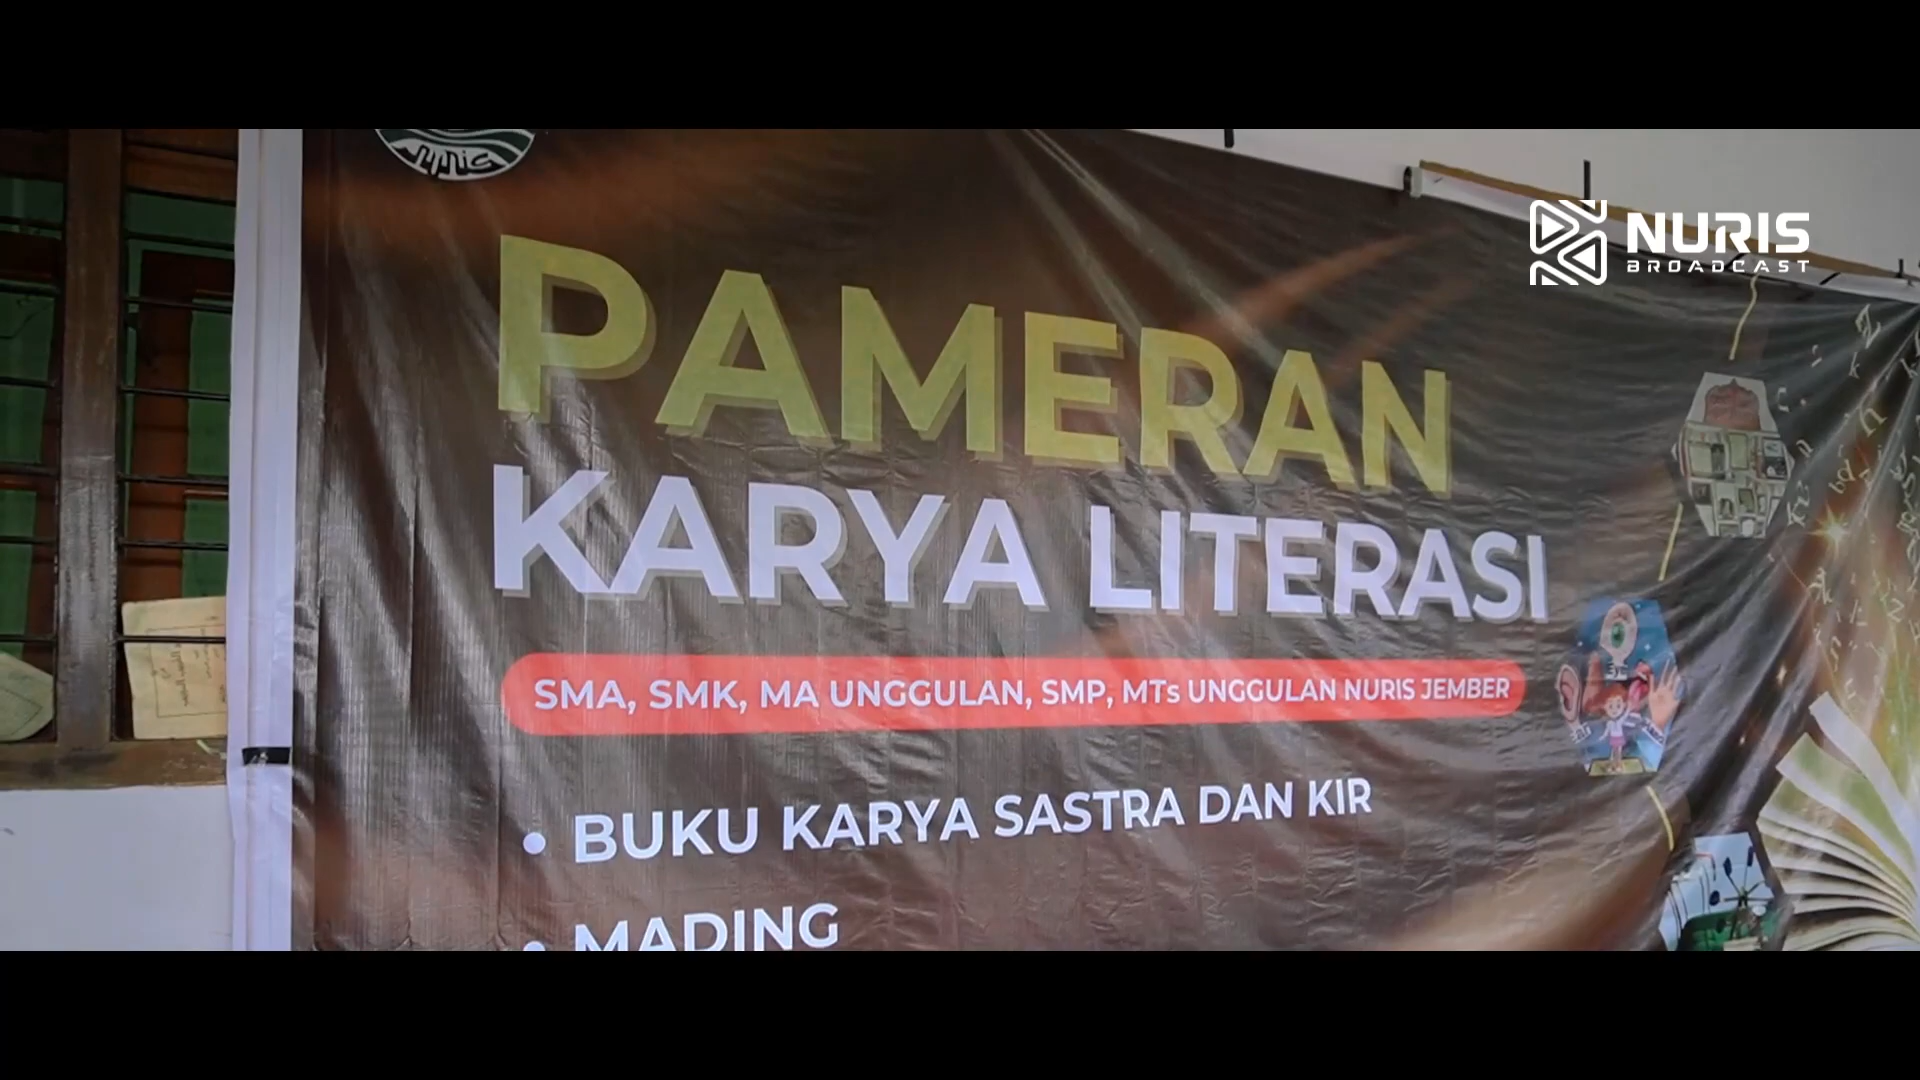 NURIS
BROADCAST
PAMERAN
KARYA LITERASI
SMA, SMK, MA UNGGULAN, SMP, MTs UNGGULAN NURIS JEMBER
• BUKU KARYA SASTRA DAN KIR
• MADING